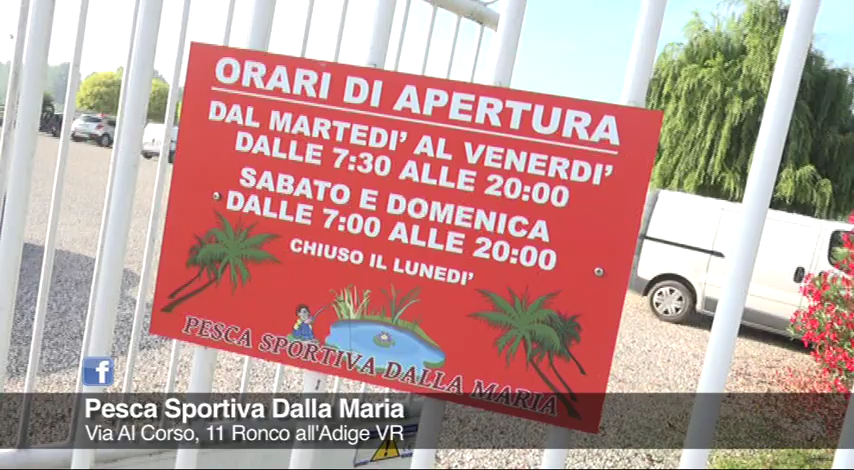 ORARI DI APERTURA
DAL MARTEDI' AL VENERDI'
DALLE 7:30 ALLE 20:00
SABATO E DOMENICA
DALLE 7:00 ALLE 20:00
CHIUSO IL LUNEDI'
PESCA SPORTIVA DALLA MARIA
f
Pesca Sportiva Dalla Maria
Via Al Corso, 11 Ronco all'Adige VR